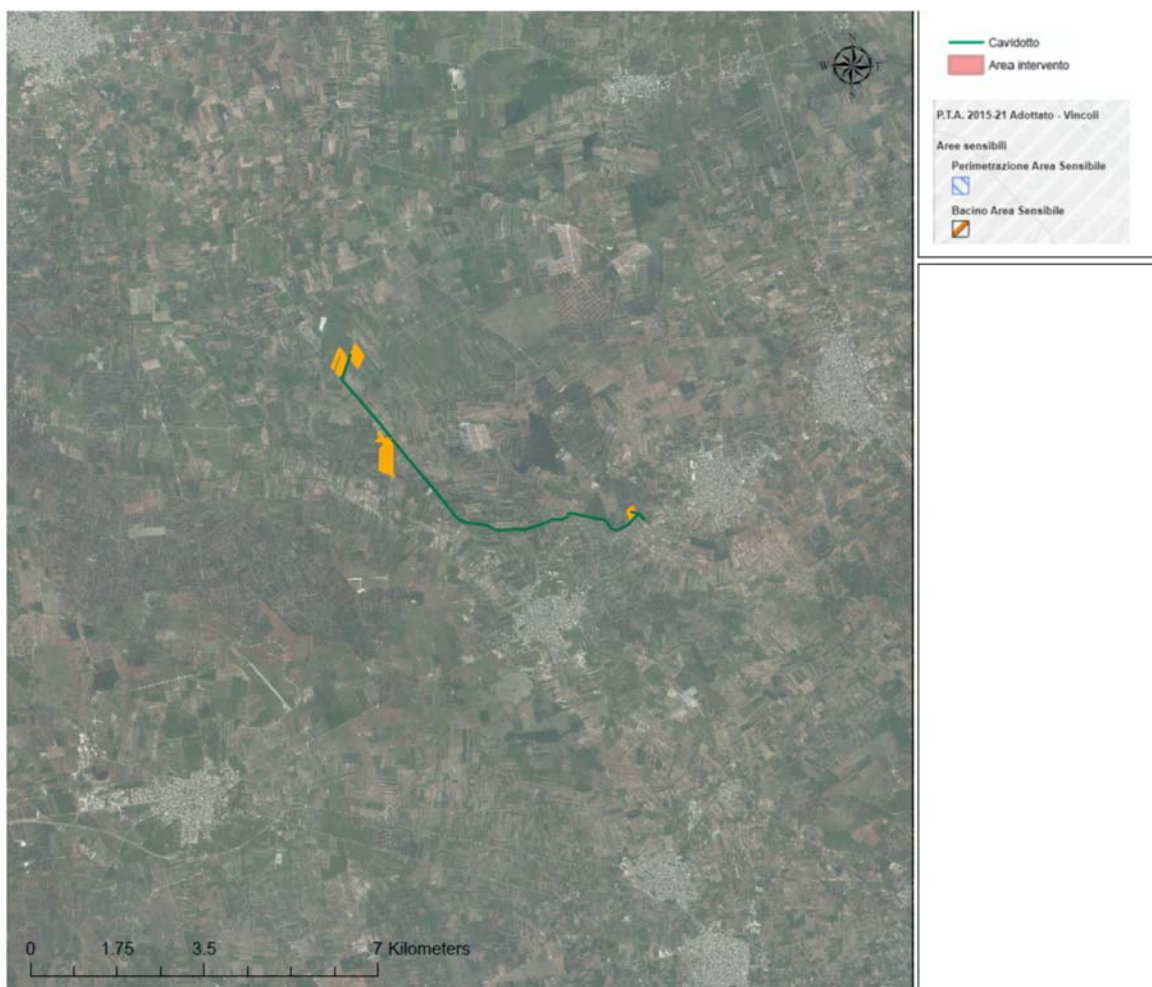 N
W E
S
Cavidotto
Area intervento
P.T.A. 2015-21 Adottato - Vincoli
Aree sensibili
Perimetrazione Area Sensibile
Bacino Area Sensibile
0 1.75 3.5 7 Kilometers